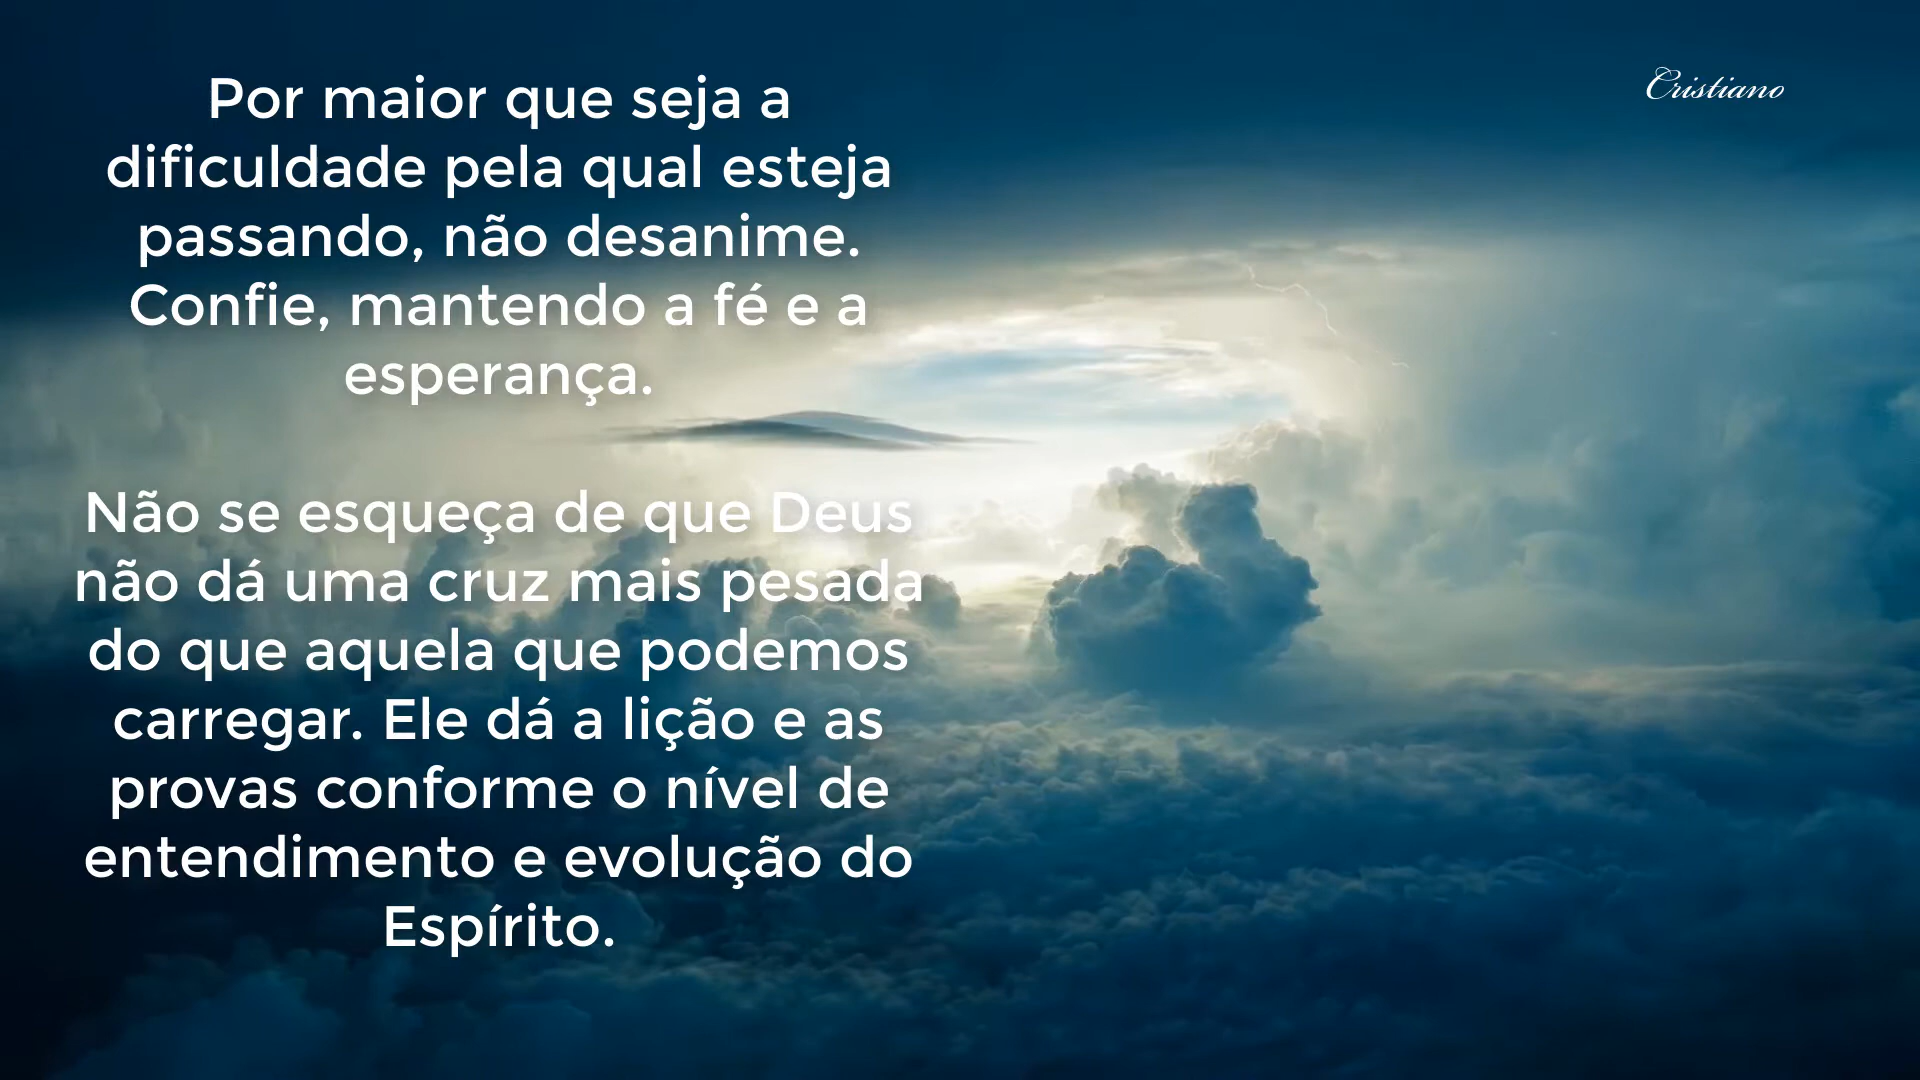 Por maior que seja a
dificuldade pela qual esteja
passando, não desanime.
Confie, mantendo a fé e a
esperança.
Não se esqueça de que Deus
não dá uma cruz mais pesada
do que aquela que podemos
carregar. Ele dá a lição e as
provas conforme o nível de
entendimento e evolução do
Espírito.
Cristiano